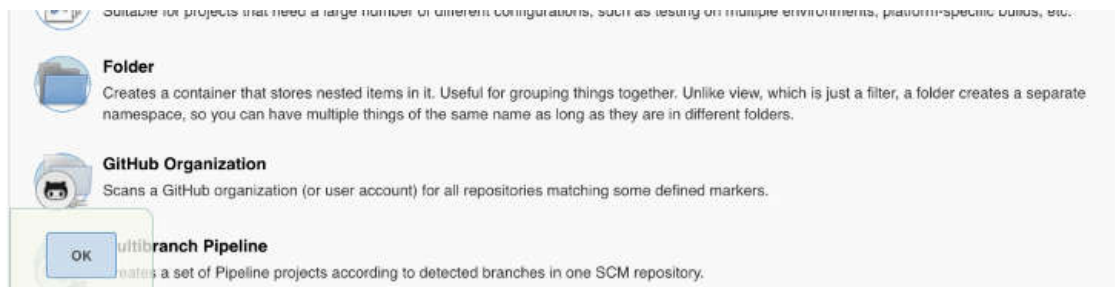 Suitable for projects that need a large number of different configurations, such as testing on multiple environments, platform-specific builds, etc.
Folder
Creates a container that stores nested items in it. Useful for grouping things together. Unlike view, which is just a filter, a folder creates a separate
namespace, so you can have multiple things of the same name as long as they are in different folders.
GitHub Organization
Scans a GitHub organization (or user account) for all repositories matching some defined markers.
Multibranch Pipeline
OK
Creates a set of Pipeline projects according to detected branches in one SCM repository.